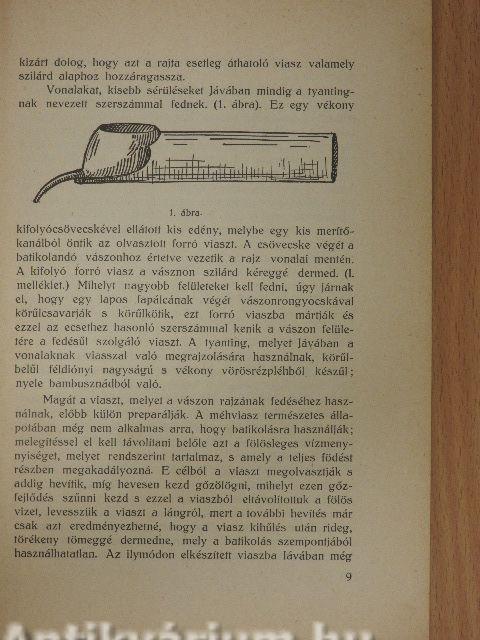 kizárt dolog, hogy azt a rajta esetleg áthatoló viasz valamely
szilárd alaphoz hozzáragassza.
Vonalakat, kisebb sérüléseket Jávában mindig a tyanting-
nak nevezett szerszámmal fednek. (1. ábra). Ez egy vékony
1. ábra.
kifolyócsövecskével ellátott kis edény, melybe egy kis merítő-
kanálból öntik az olvasztott forró viaszt. A csövecske végét a
batikolandó vászonhoz értetve vezetik a rajz vonalai mentén.
A kifolyó forró viasz a vásznon szilárd kéreggé dermed. (I.
melléklet.) Mihelyt nagyobb felületeket kell fedni, úgy járnak
el, hogy egy lapos fapálcának végét vászonrongyocskával
körülcsavarják s körülkötik, ezt forró viaszba mártják és
ezzel az ecsethez hasonló szerszámmal kenik a vászon felüle-
tére a fedésül szolgáló viaszt. A tyanting, melyet Jávában a
vonalaknak viasszal való megrajzolására használnak, körül-
belül féldiónyi nagyságú s vékony vörösrézpléhből készül;
nyele bambusznádból való.
Magát a viaszt, melyet a vászon rajzának fedéséhez hasz-
nálnak, előbb külön preparálják. A méhviasz természetes álla-
potában még nem alkalmas arra, hogy batikolásra használják;
melegítéssel el kell távolítani belőle azt a fölösleges vízmeny-
nyiséget, melyet rendszerint tartalmaz, s amely a teljes födést
részben megakadályozná. E célból a viaszt megolvasztják s
addig hevítik, míg hevesen kezd gőzölögni, mihelyt ezen gőz-
fejlődés szűnni kezd s ezzel a viaszból eltávolítottuk a fölös
vizet, levesszük a viaszt a lángról, mert a további hevítés már
csak azt eredményezhetné, hogy a viasz kihűlés után rideg,
törékeny tömeggé dermedne, mely a batikolás szempontjából
használhatatlan. Az ilymódon elkészített viaszba Jávában még
9
Antikvárium.hu